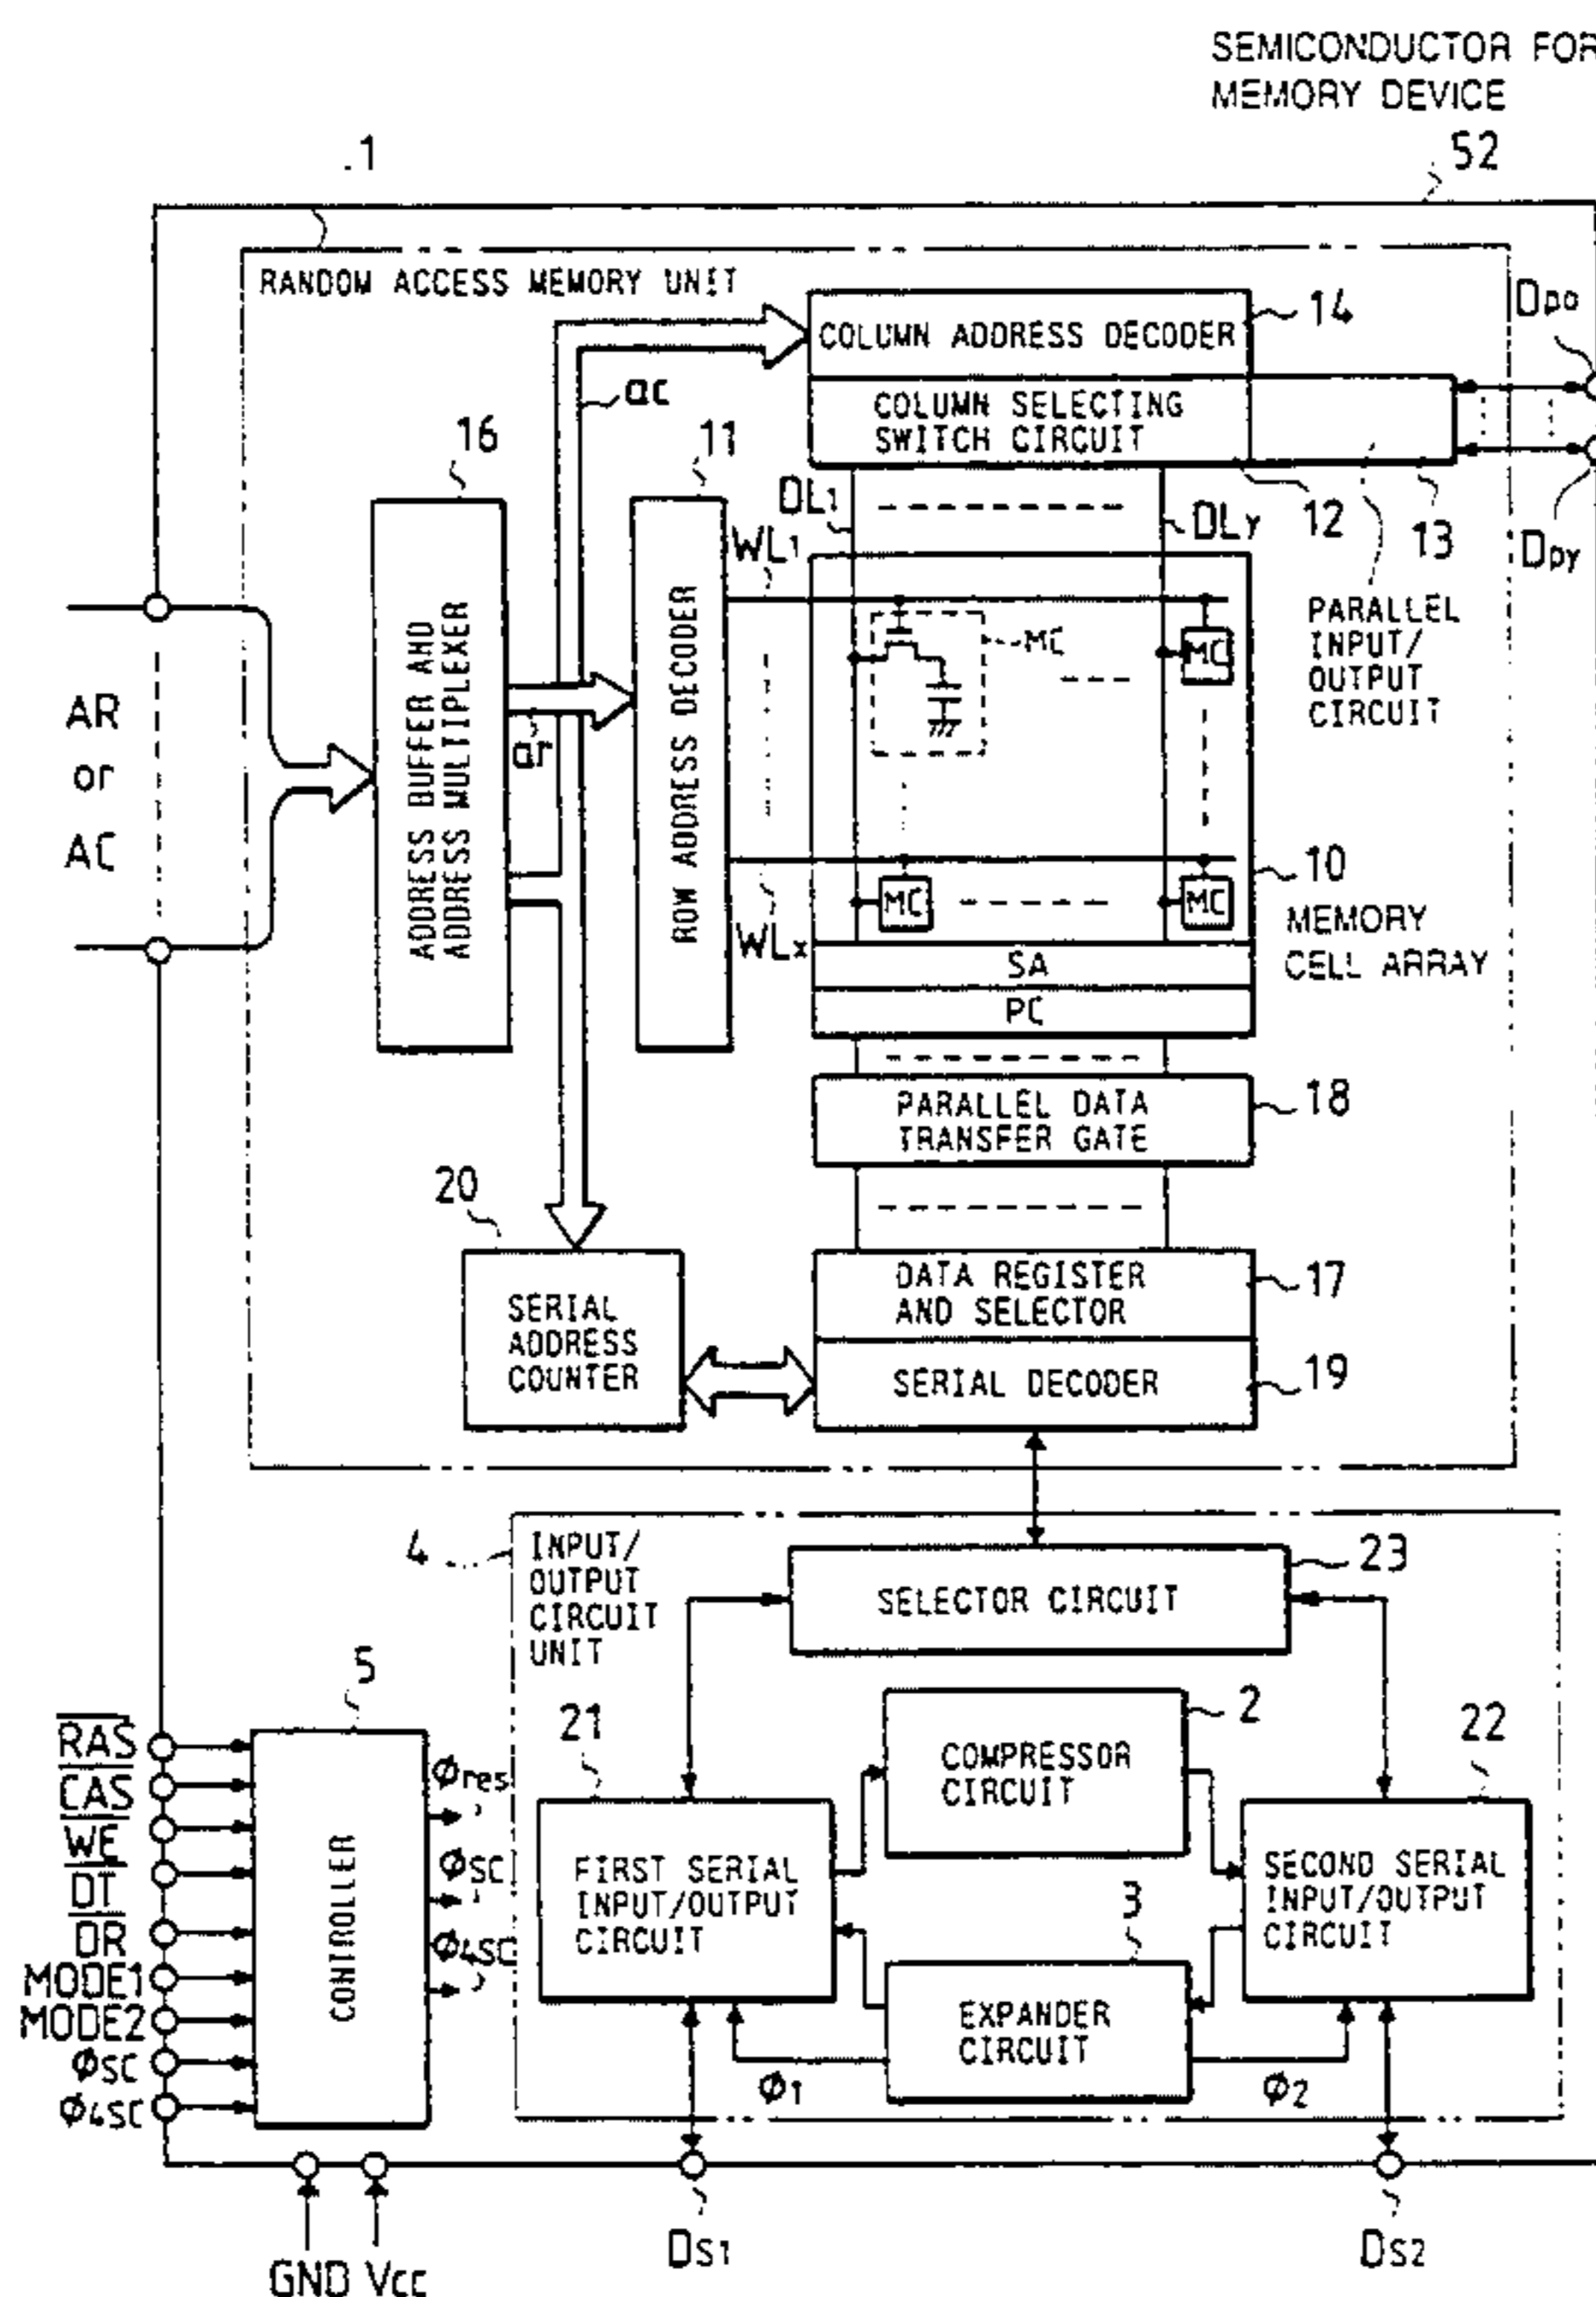 SEMICONDUCTOR FOR
MEMORY DEVICE
1
52
RANDOM ACCESS MEMORY UNIT
COLUMN ADDRESS DECODER
14
Dpo
ac
COLUMN SELECTING
SWITCH CIRCUIT
16
11
DL1
DLY
12
13
Dpy
WL1
ADDRESS BUFFER AND
ADDRESS MULTIPLEXER
ROW ADDRESS DECODER
MC
MC
PARALLEL
INPUT/
OUTPUT
CIRCUIT
AR
or
AC
ar
10
MC
MC
WLx
MEMORY
CELL ARRAY
SA
PC
PARALLEL DATA
TRANSFER GATE
18
20
SERIAL
ADDRESS
COUNTER
DATA REGISTER
AND SELECTOR
17
SERIAL DECODER
19
4
INPUT/
OUTPUT
CIRCUIT
UNIT
SELECTOR CIRCUIT
23
5
RAS
CAS
WE
DT
DR
MODE1
MODE2
ϕSC
ϕ4SC
CONTROLLER
ϕres
ϕSC
ϕ4SC
21
COMPRESSOR
CIRCUIT
2
22
FIRST SERIAL
INPUT/OUTPUT
CIRCUIT
3
SECOND SERIAL
INPUT/OUTPUT
CIRCUIT
EXPANDER
CIRCUIT
ϕ1
ϕ2
GND VCC
DS1
DS2